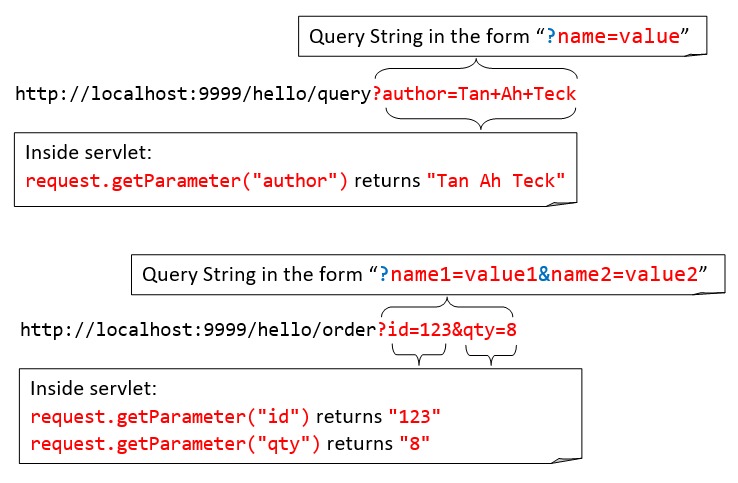 Query String in the form “?name=value”
http://localhost:9999/hello/query?author=Tan+Ah+Teck
Inside servlet:
request.getParameter("author") returns "Tan Ah Teck"
Query String in the form “?name1=value1&name2=value2”
http://localhost:9999/hello/order?id=123&qty=8
Inside servlet:
request.getParameter("id") returns "123"
request.getParameter("qty") returns "8"